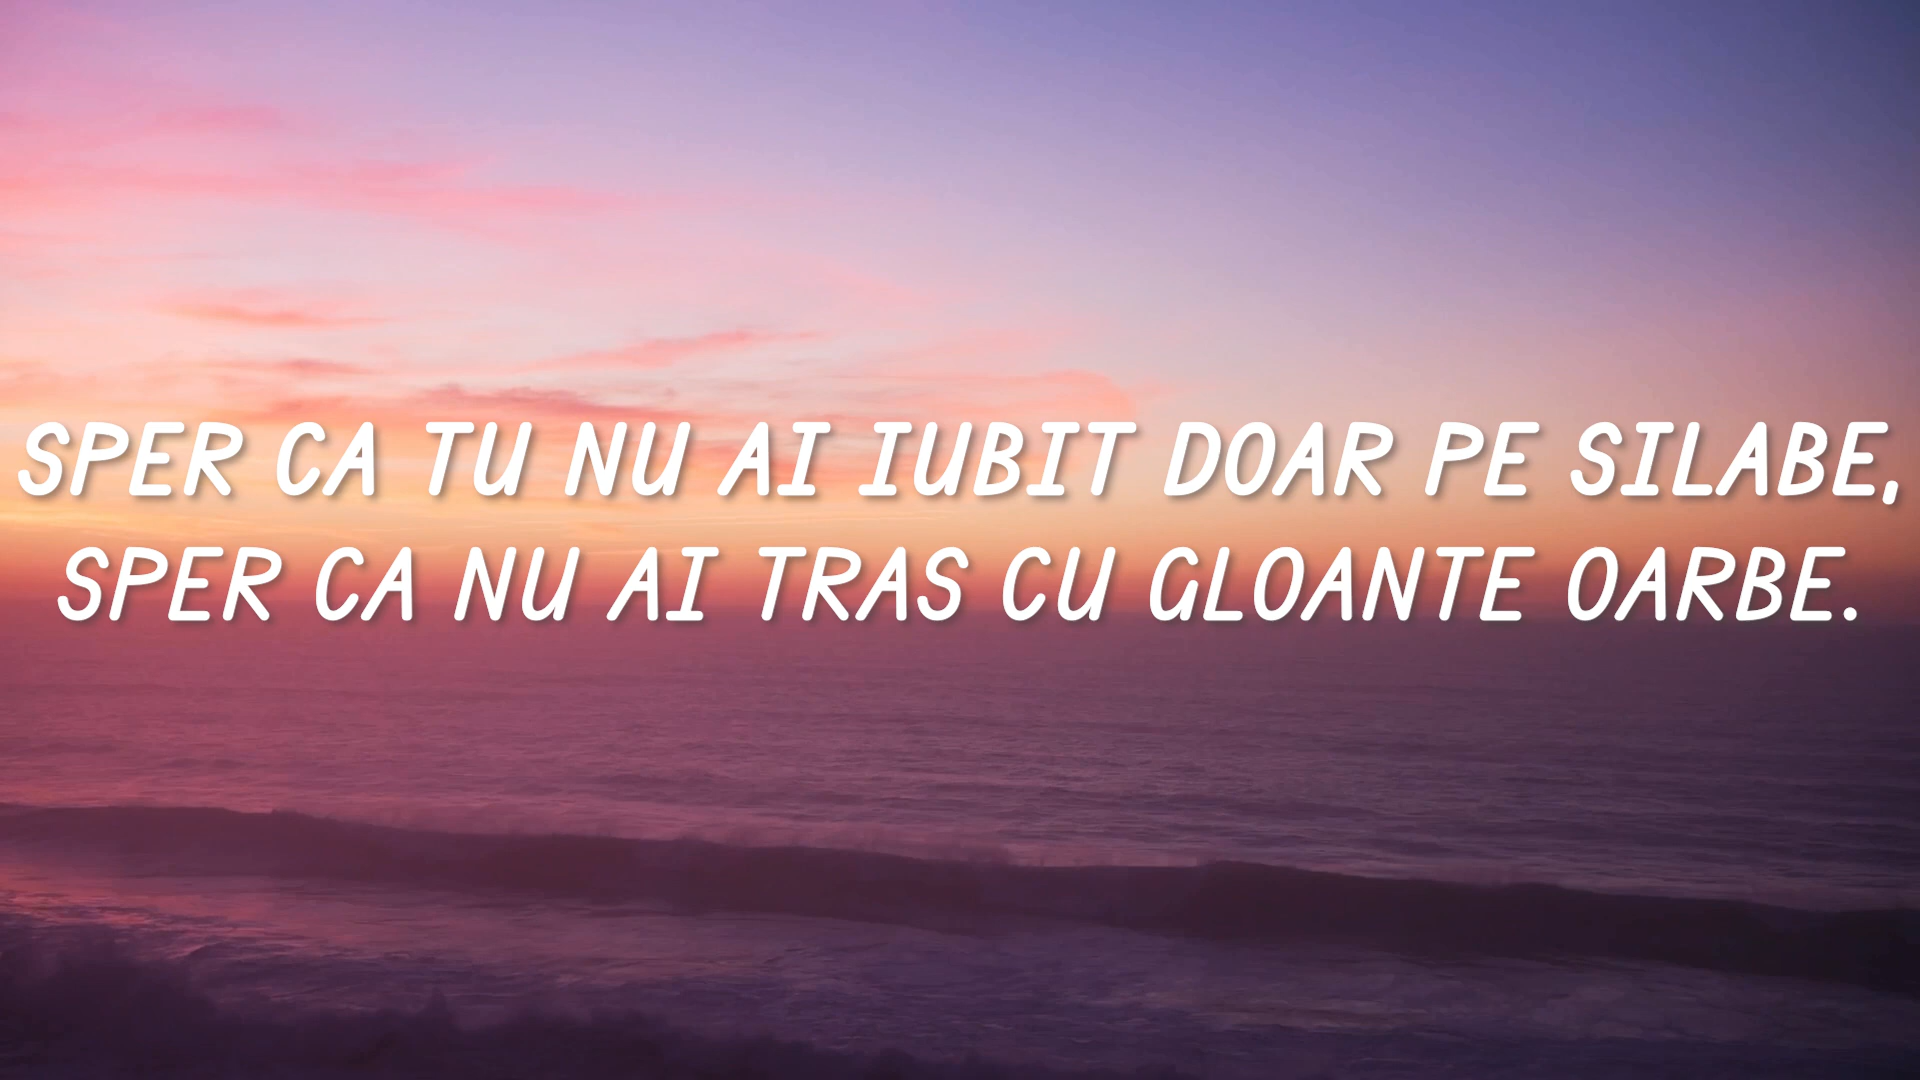 SPER CA TU NU AI IUBIT DOAR PE SILABE,
SPER CA NU AI TRAS CU GLOANTE OARBE.